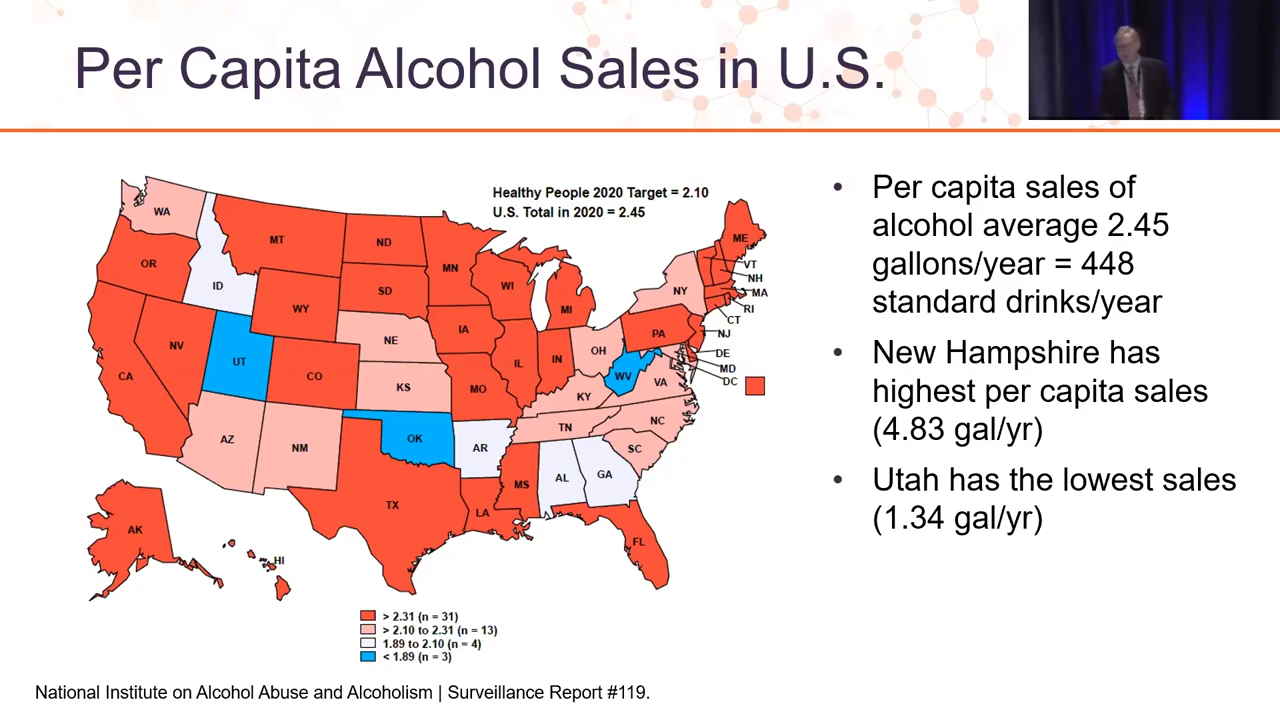 Per Capita Alcohol Sales in U.S.
Healthy People 2020 Target = 2.10
U.S. Total in 2020 = 2.45
WA
MT
ND
MN
OR
ID
SD
WI
MI
WY
NY
ME
VT
NH
MA
RI
CT
NJ
PA
DE
MD
DC
NV
UT
NE
IA
IL
IN
OH
CA
CO
KS
MO
KY
WV
VA
AZ
NM
OK
AR
TN
NC
SC
MS
AL
GA
TX
LA
FL
AK
HI
> 2.31 (n = 31)
> 2.10 to 2.31 (n = 13)
1.89 to 2.10 (n = 4)
< 1.89 (n = 3)
• Per capita sales of
alcohol average 2.45
gallons/year = 448
standard drinks/year
• New Hampshire has
highest per capita sales
(4.83 gal/yr)
• Utah has the lowest sales
(1.34 gal/yr)
National Institute on Alcohol Abuse and Alcoholism | Surveillance Report #119.